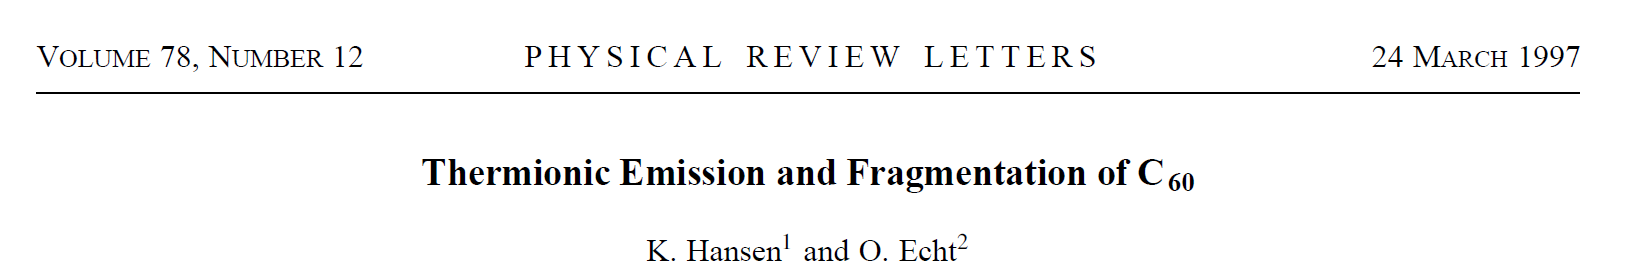 VOLUME 78, NUMBER 12 PHYSICAL REVIEW LETTERS 24 MARCH 1997
Thermionic Emission and Fragmentation of C60
K. Hansen1 and O. Echt2